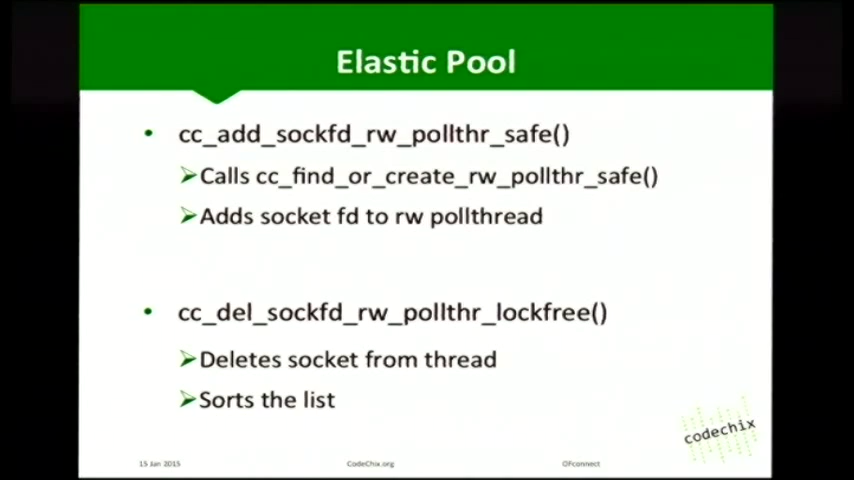 Elastic Pool
• cc_add_sockfd_rw_pollthr_safe()
➢Calls cc_find_or_create_rw_pollthr_safe()
➢Adds socket fd to rw pollthread
• cc_del_sockfd_rw_pollthr_lockfree()
➢Deletes socket from thread
➢Sorts the list
codechix
15 Jan 2015
CodeChix.org
OFconnect